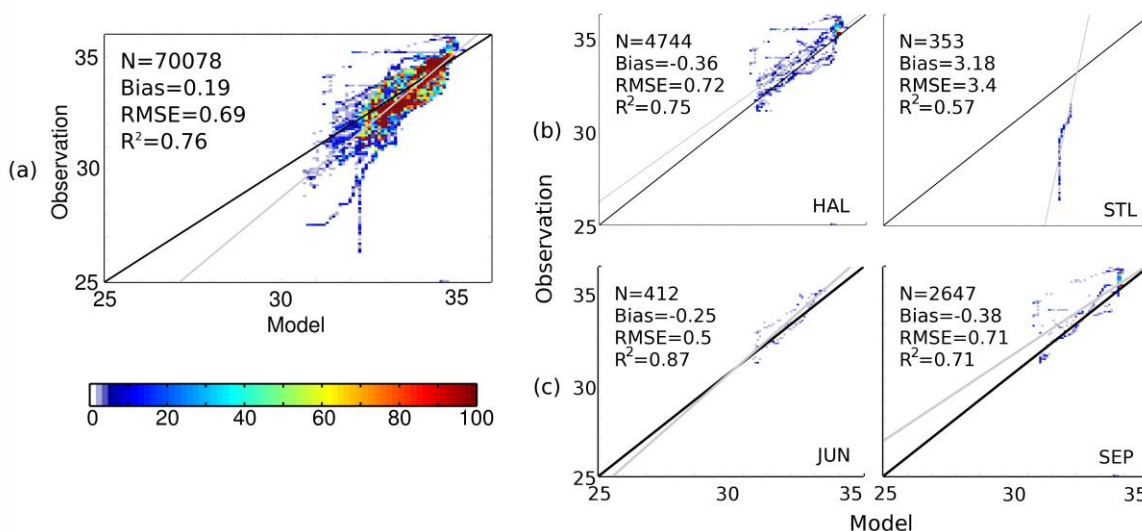 (a)
Observation
35
30
25
N=70078
Bias=0.19
RMSE=0.69
R²=0.76
25
30
35
Model
0 20 40 60 80 100
(b)
Observation
35
30
25
N=4744
Bias=-0.36
RMSE=0.72
R²=0.75
HAL
N=353
Bias=3.18
RMSE=3.4
R²=0.57
STL
(c)
35
30
25
N=412
Bias=-0.25
RMSE=0.5
R²=0.87
JUN
25
30
35
N=2647
Bias=-0.38
RMSE=0.71
R²=0.71
SEP
25
30
35
Model